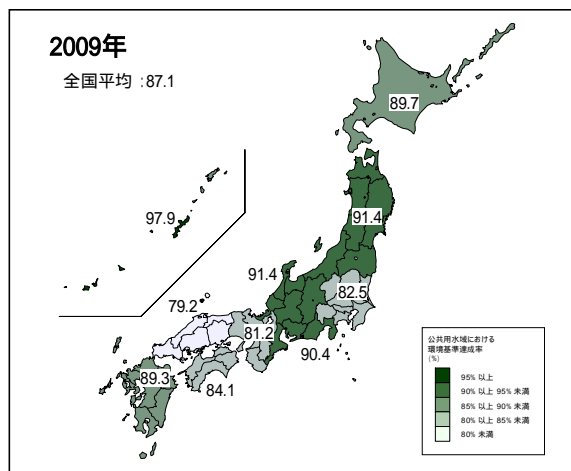 2009年
全国平均 :87.1
89.7
97.9
91.4
91.4
79.2
82.5
81.2
90.4
89.3
84.1
公共用水域における
環境基準達成率
(%)
95% 以上
90% 以上 95% 未満
85% 以上 90% 未満
80% 以上 85% 未満
80% 未満